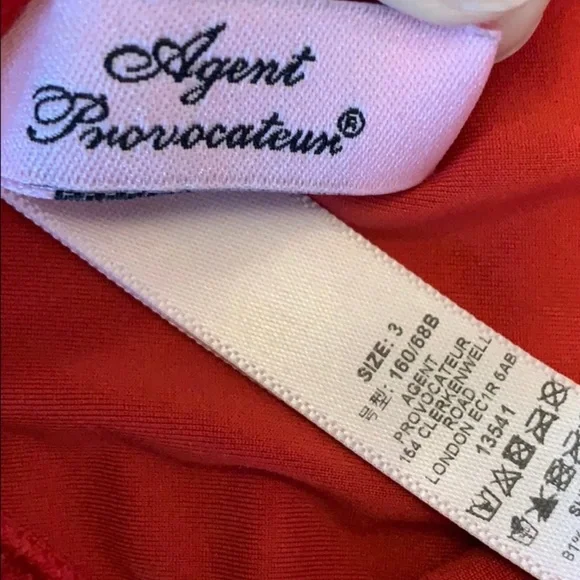 Agent
Provocateur®
SIZE: 3
号型: 160/68B
AGENT
PROVOCATEUR
154 CLERKENWELL
ROAD
LONDON EC1R 5AB
13541